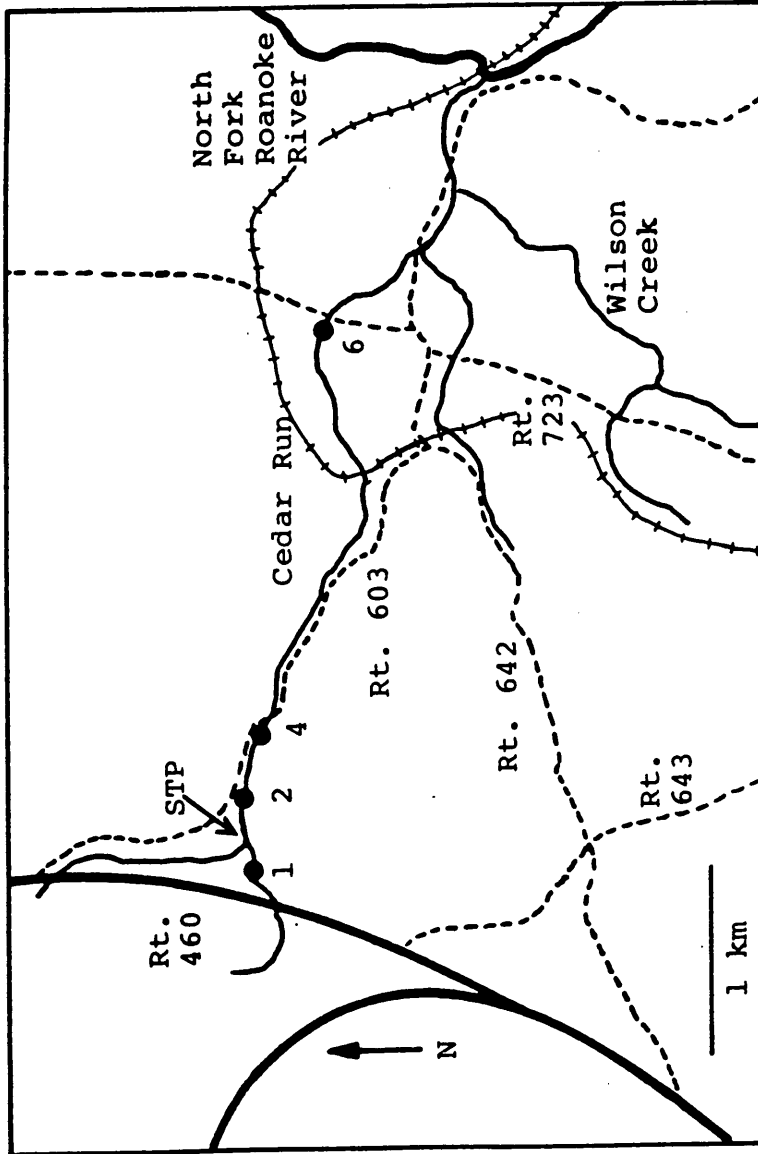 North
Fork
Roanoke
River
Cedar Run
6
Wilson
Creek
Rt.
723
Rt. 603
Rt. 642
STP
4
2
1
Rt.
460
Rt.
643
N
1 km